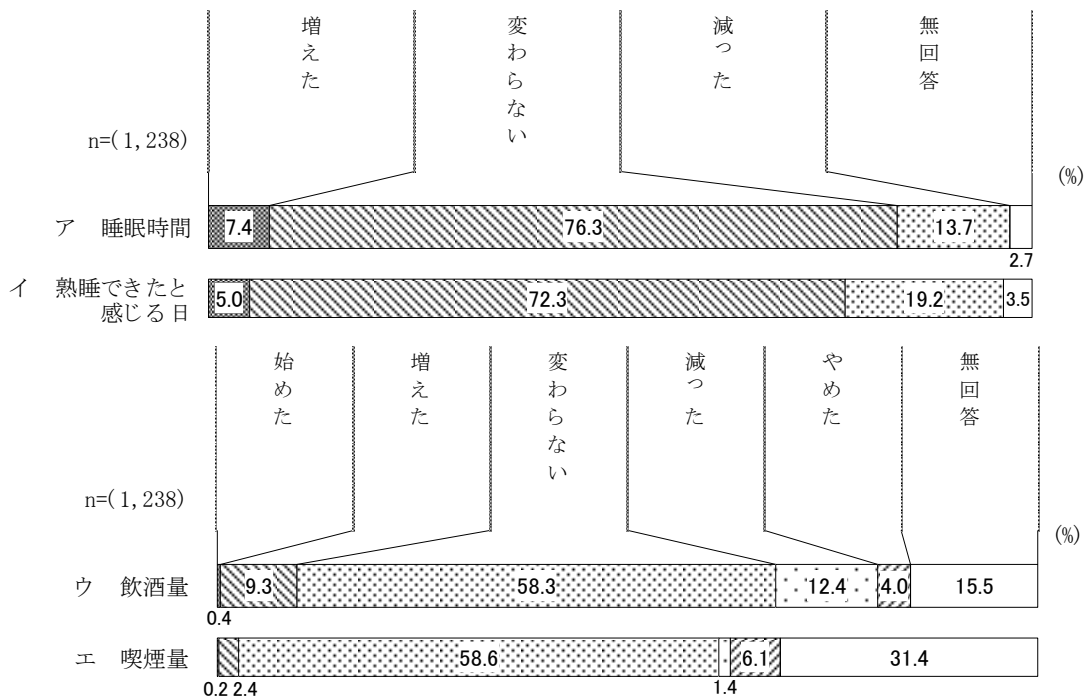 増えた
変わらない
減った
無回答
n=(1,238)
(%)
ア 睡眠時間
7.4
76.3
13.7
2.7
イ 熟睡できたと
感じる日
5.0
72.3
19.2
3.5
始めた
増えた
変わらない
減った
やめた
無回答
n=(1,238)
(%)
ウ 飲酒量
9.3
58.3
12.4
4.0
15.5
0.4
エ 喫煙量
58.6
6.1
31.4
0.2
2.4
1.4